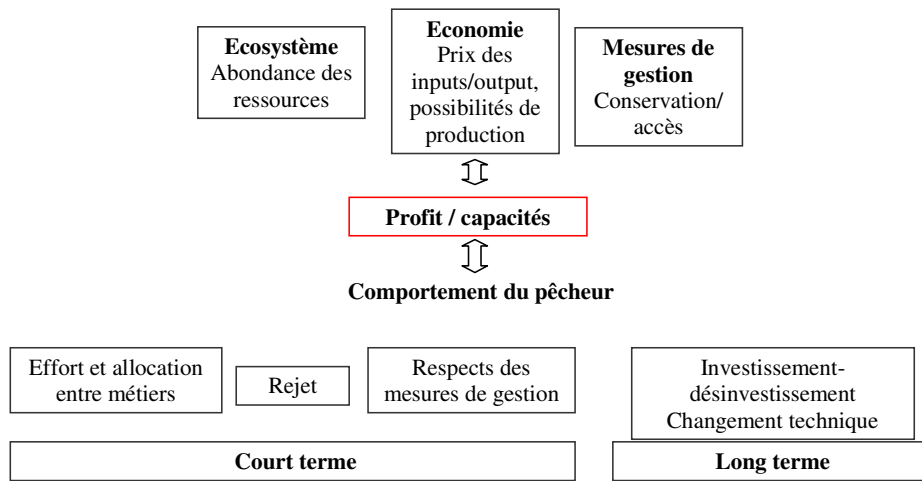 Ecosystème
Abondance des
ressources
Economie
Prix des
inputs/output,
possibilités de
production
Mesures de
gestion
Conservation/
accès
Profit / capacités
Comportement du pêcheur
Effort et allocation
entre métiers
Rejet
Respects des
mesures de gestion
Investissement-
désinvestissement
Changement technique
Court terme
Long terme